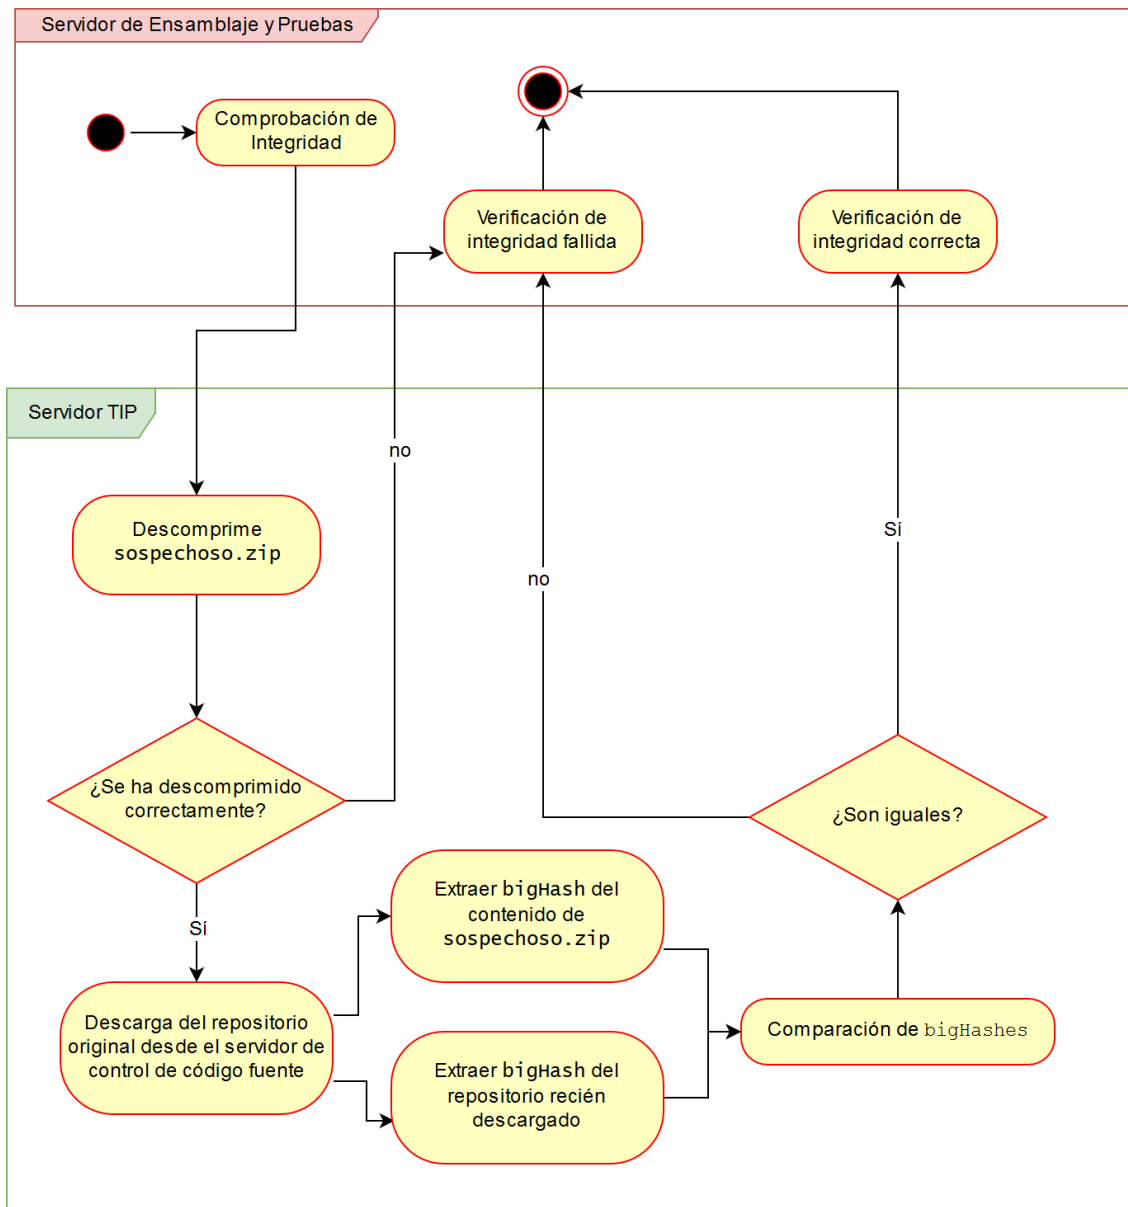 Servidor de Ensamblaje y Pruebas
Comprobación de
Integridad
Verificación de
integridad fallida
Verificación de
integridad correcta
Servidor TIP
no
Descomprime
sospechoso.zip
Sí
no
¿Se ha descomprimido
correctamente?
¿Son iguales?
Sí
Extraer bigHash del
contenido de
sospechoso.zip
Descarga del repositorio
original desde el servidor de
control de código fuente
Comparación de bigHashes
Extraer bigHash del
repositorio recién
descargado